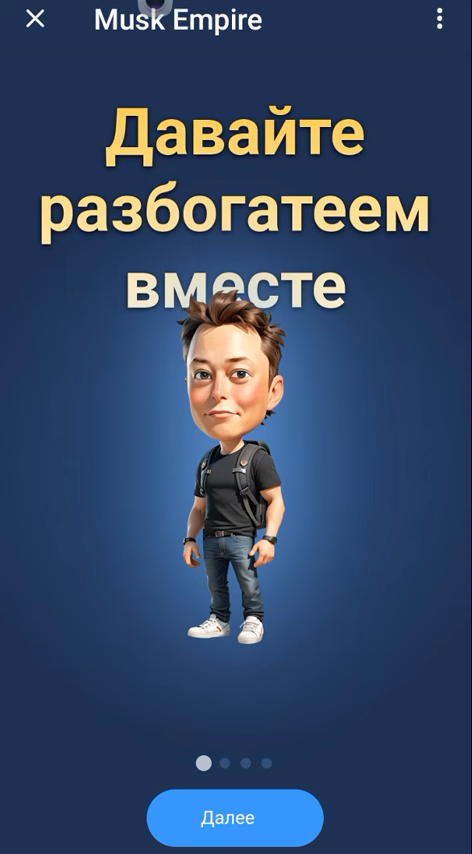 Musk Empire
Давайте
разбогатеем
вместе
Далее